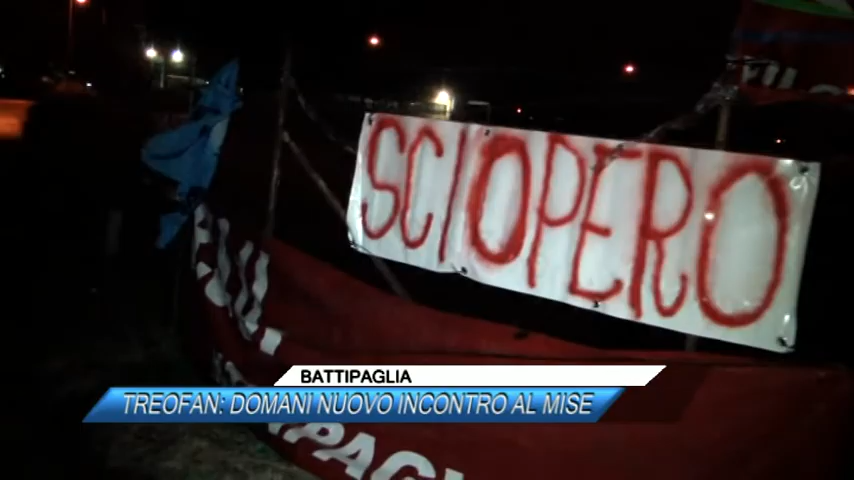 SCIOPERO
BATTIPAGLIA
TREOFAN: DOMANI NUOVO INCONTRO AL MISE